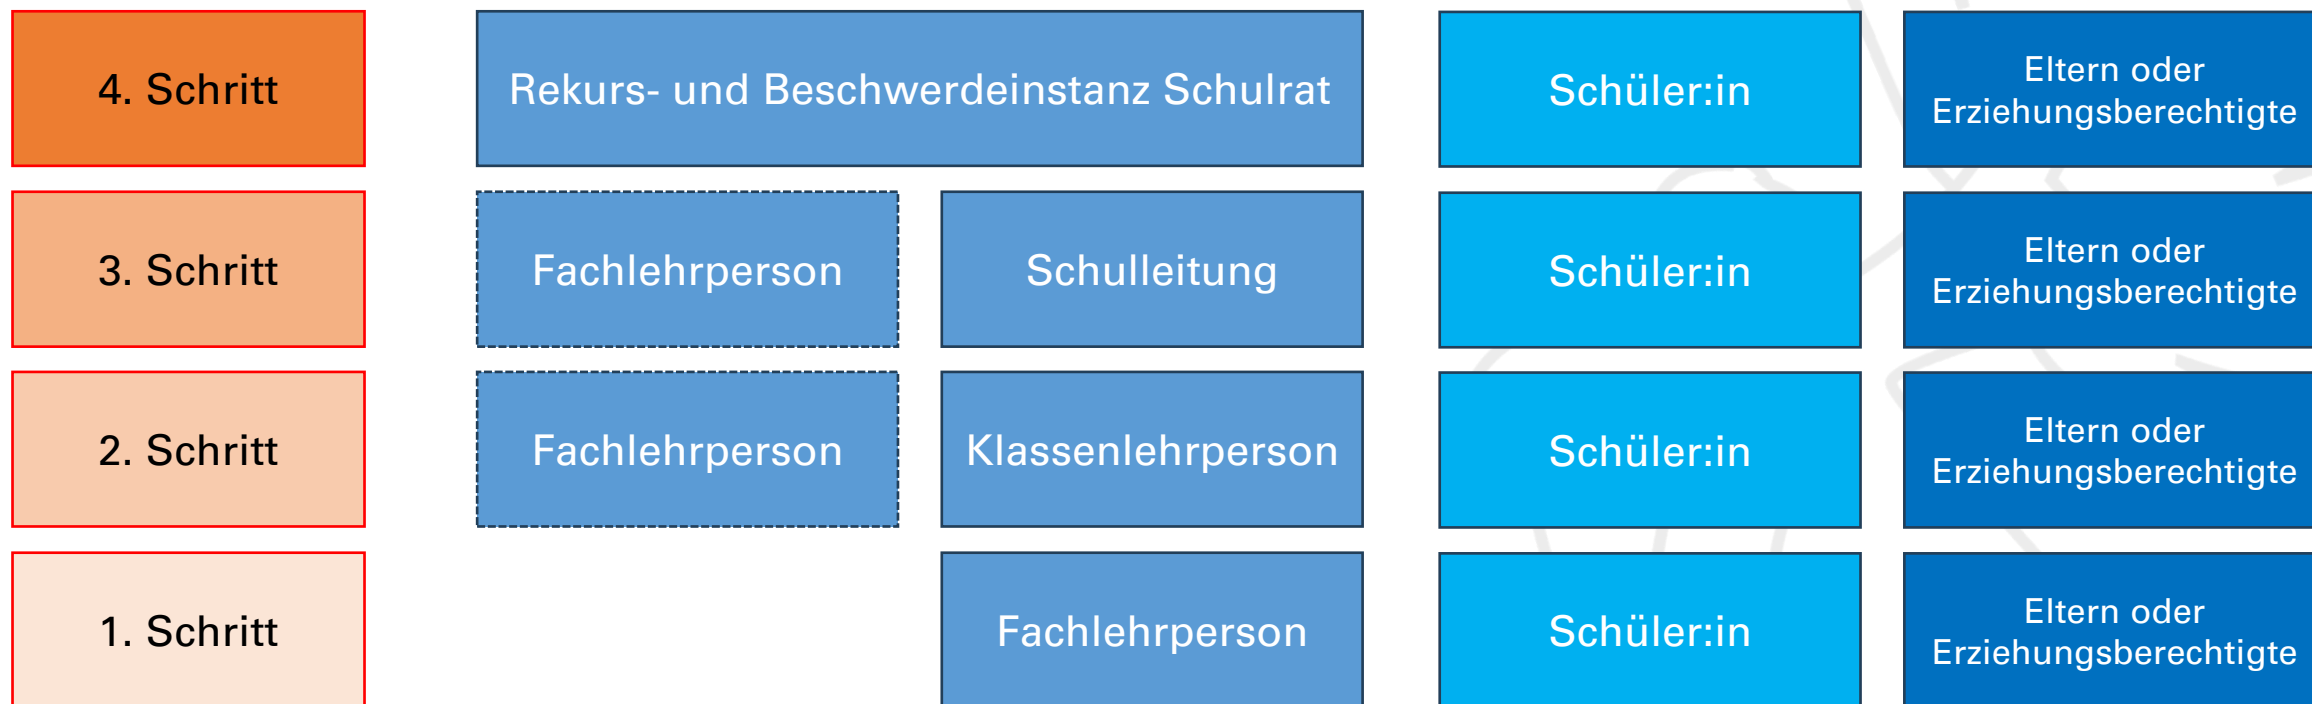 4. Schritt
Rekurs- und Beschwerdeinstanz Schulrat
Schüler:in
Eltern oder
Erziehungsberechtigte
3. Schritt
Fachlehrperson
Schulleitung
Schüler:in
Eltern oder
Erziehungsberechtigte
2. Schritt
Fachlehrperson
Klassenlehrperson
Schüler:in
Eltern oder
Erziehungsberechtigte
1. Schritt
Fachlehrperson
Schüler:in
Eltern oder
Erziehungsberechtigte